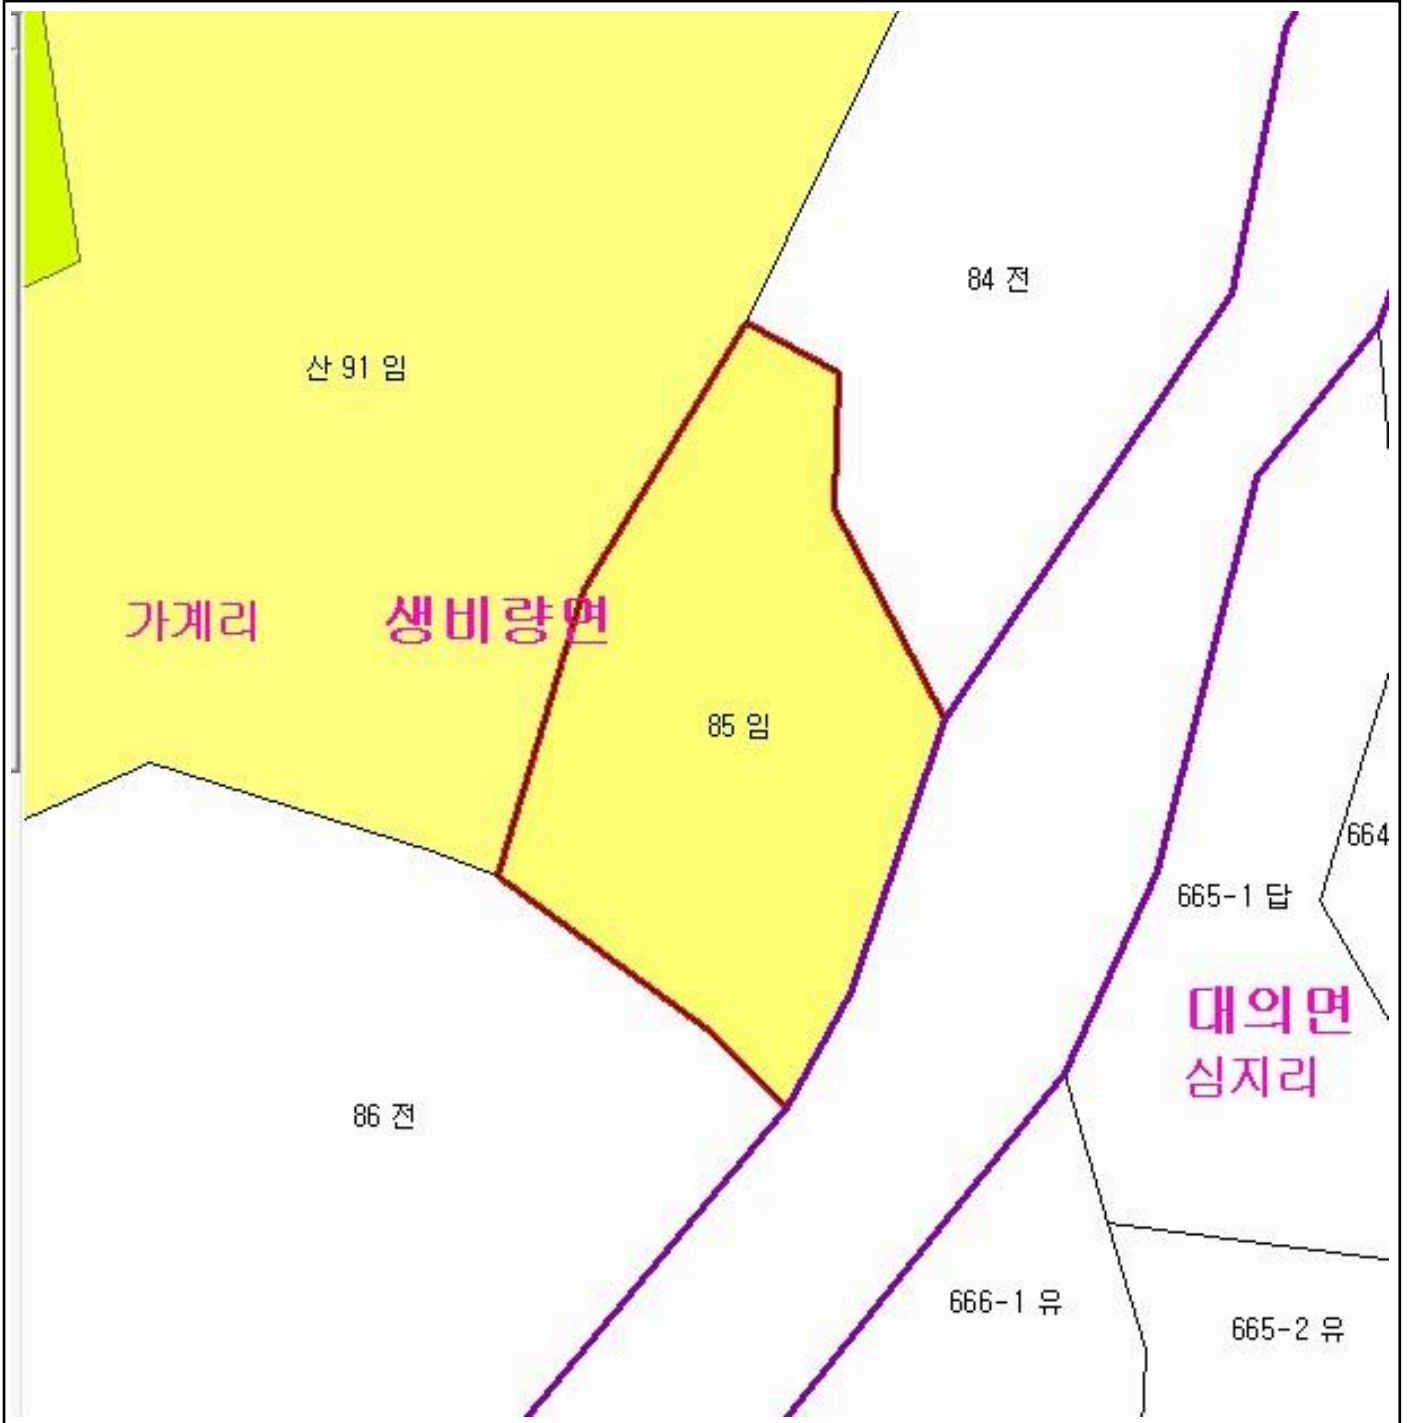 84 전
산 91 임
가계리 생비량면
85 임
664
665-1 답
대의면
심지리
86 전
666-1 유
665-2 유